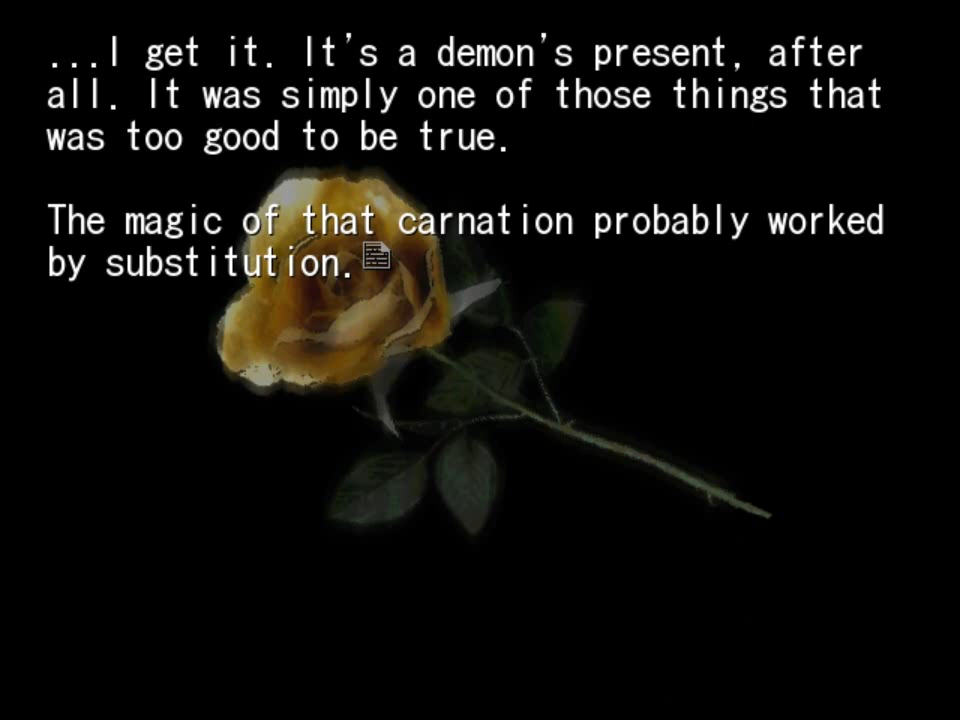 ...I get it. It's a demon's present, after
all. It was simply one of those things that
was too good to be true.
The magic of that carnation probably worked
by substitution.